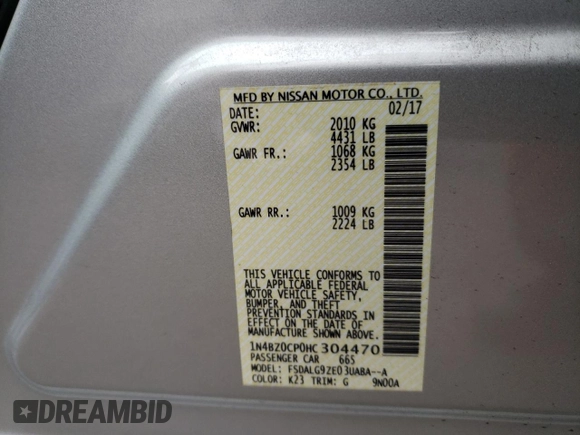 MFD BY NISSAN MOTOR CO., LTD.
DATE: 02/17
GVWR: 2010 KG
4431 LB
GAWR FR.: 1068 KG
2354 LB
GAWR RR.: 1009 KG
2224 LB
THIS VEHICLE CONFORMS TO
ALL APPLICABLE FEDERAL
MOTOR VEHICLE SAFETY,
BUMPER, AND THEFT
PREVENTION STANDARDS IN
EFFECT ON THE DATE OF
MANUFACTURE SHOWN ABOVE.
1N4BZ0CP0HC304470
PASSENGER CAR 665
MODEL: FSDALG9ZE03UABA--A
COLOR: K23 TRIM: G 9N00A
DREAMBID